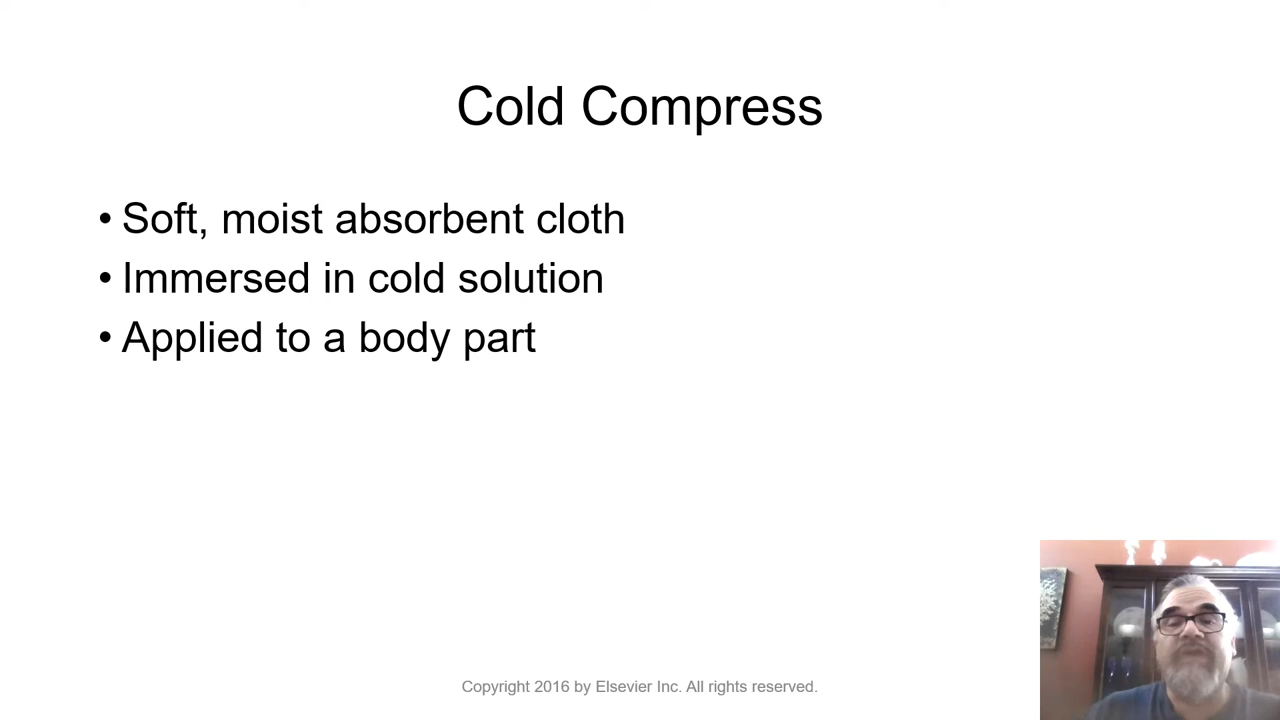 Cold Compress
• Soft, moist absorbent cloth
• Immersed in cold solution
• Applied to a body part
Copyright 2016 by Elsevier Inc. All rights reserved.